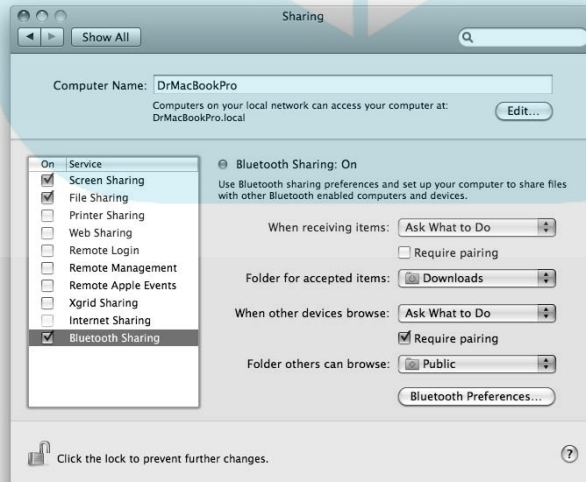 Sharing
Show All
Computer Name: DrMacBookPro
Computers on your local network can access your computer at:
DrMacBookPro.local
Edit...
On Service
Screen Sharing
File Sharing
Printer Sharing
Web Sharing
Remote Login
Remote Management
Remote Apple Events
Xgrid Sharing
Internet Sharing
Bluetooth Sharing
Bluetooth Sharing: On
Use Bluetooth sharing preferences and set up your computer to share files
with other Bluetooth enabled computers and devices.
When receiving items: Ask What to Do
Require pairing
Folder for accepted items: Downloads
When other devices browse: Ask What to Do
Require pairing
Folder others can browse: Public
Bluetooth Preferences...
Click the lock to prevent further changes.
?